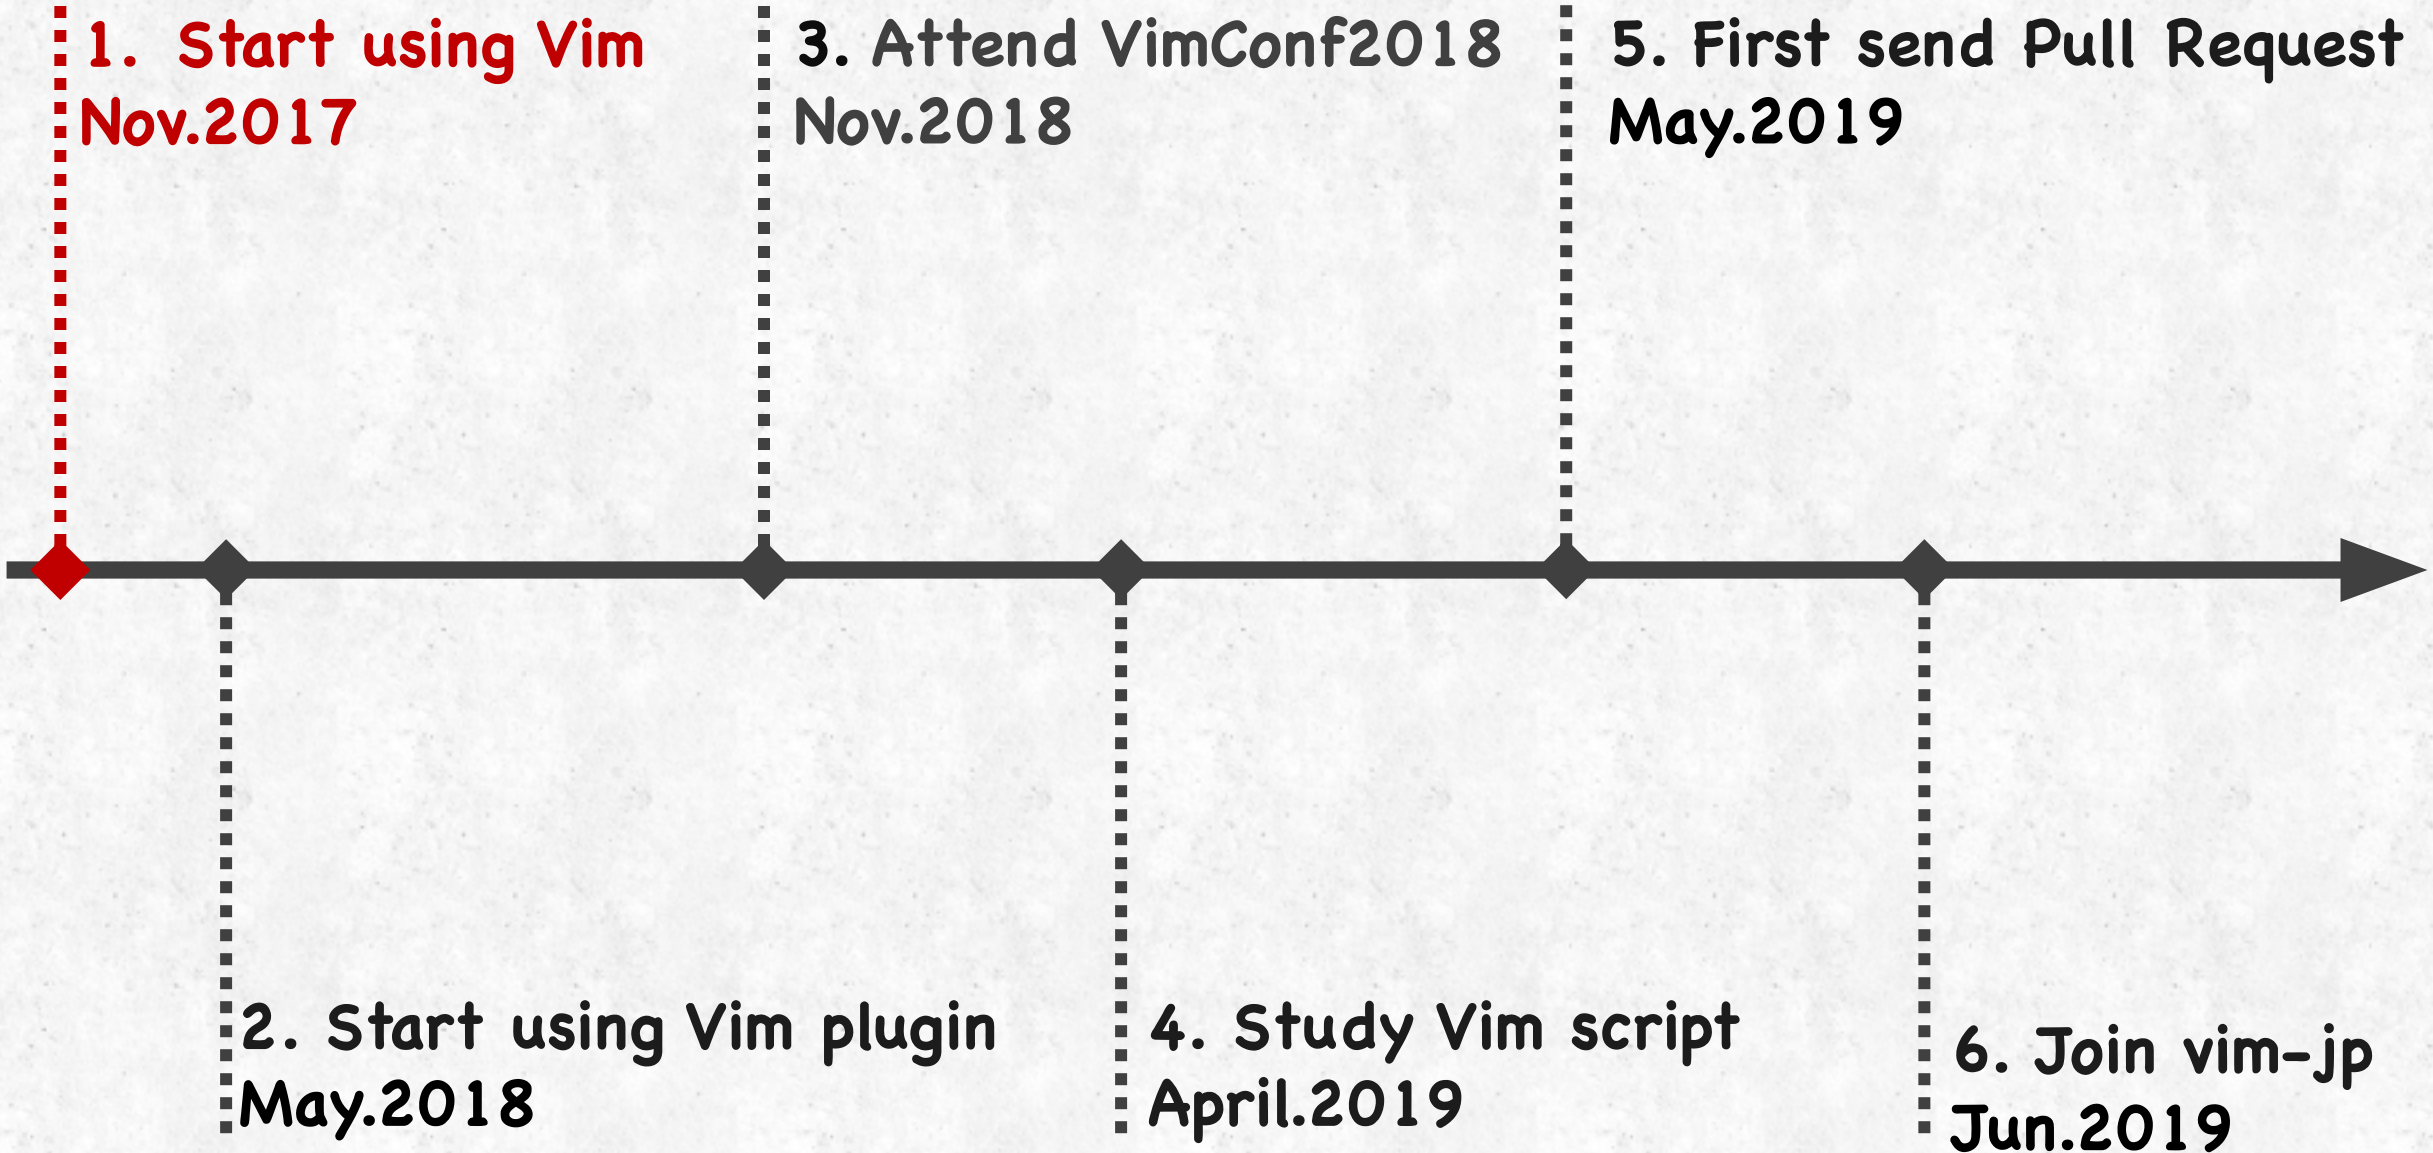 1. Start using Vim
Nov.2017
3. Attend VimConf2018
Nov.2018
5. First send Pull Request
May.2019
2. Start using Vim plugin
May.2018
4. Study Vim script
April.2019
6. Join vim-jp
Jun.2019